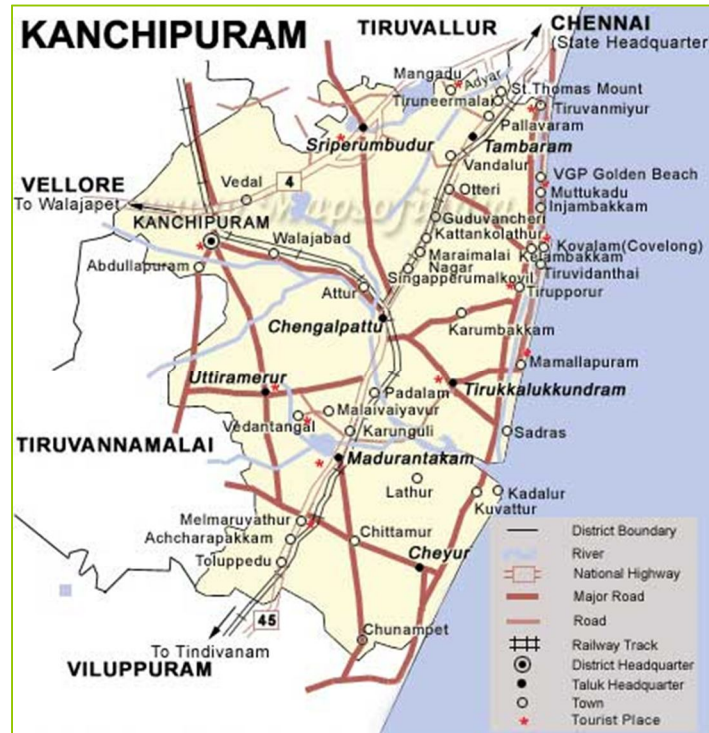 KANCHIPURAM
TIRUVALLUR
CHENNAI
(State Headquarter
Mangadu
Adyar
St.Thomas Mount
Tiruneermalai
Tiruvanmiyur
Pallavaram
Sriperumbudur
Tambaram
Vandalur
VELLORE
To Walajapet
Vedal
4
Otteri
VGP Golden Beach
Muttukadu
Injambakkam
KANCHIPURAM
Guduvancheri
Walajabad
Kattankolathur
Kovalam(Covelong)
Abdullapuram
Maraimalai
Nagar
Kelambakkam
Singapperumalkovil
Tiruvidanthai
Attur
Tirupporur
Chengalpattu
Karumbakkam
Mamallapuram
Uttiramerur
Padalam
Tirukkalukkundram
Malaivaiyavur
Vedantangal
Karunguli
Sadras
TIRUVANNAMALAI
Madurantakam
Lathur
Kadalur
Kuvattur
Melmaruvathur
Achcharapakkam
Chittamur
Toluppedu
Cheyur
45
To Tindivanam
Chunampet
VILUPPURAM
District Boundary
River
National Highway
Major Road
Road
Railway Track
District Headquarter
Taluk Headquarter
Town
Tourist Place